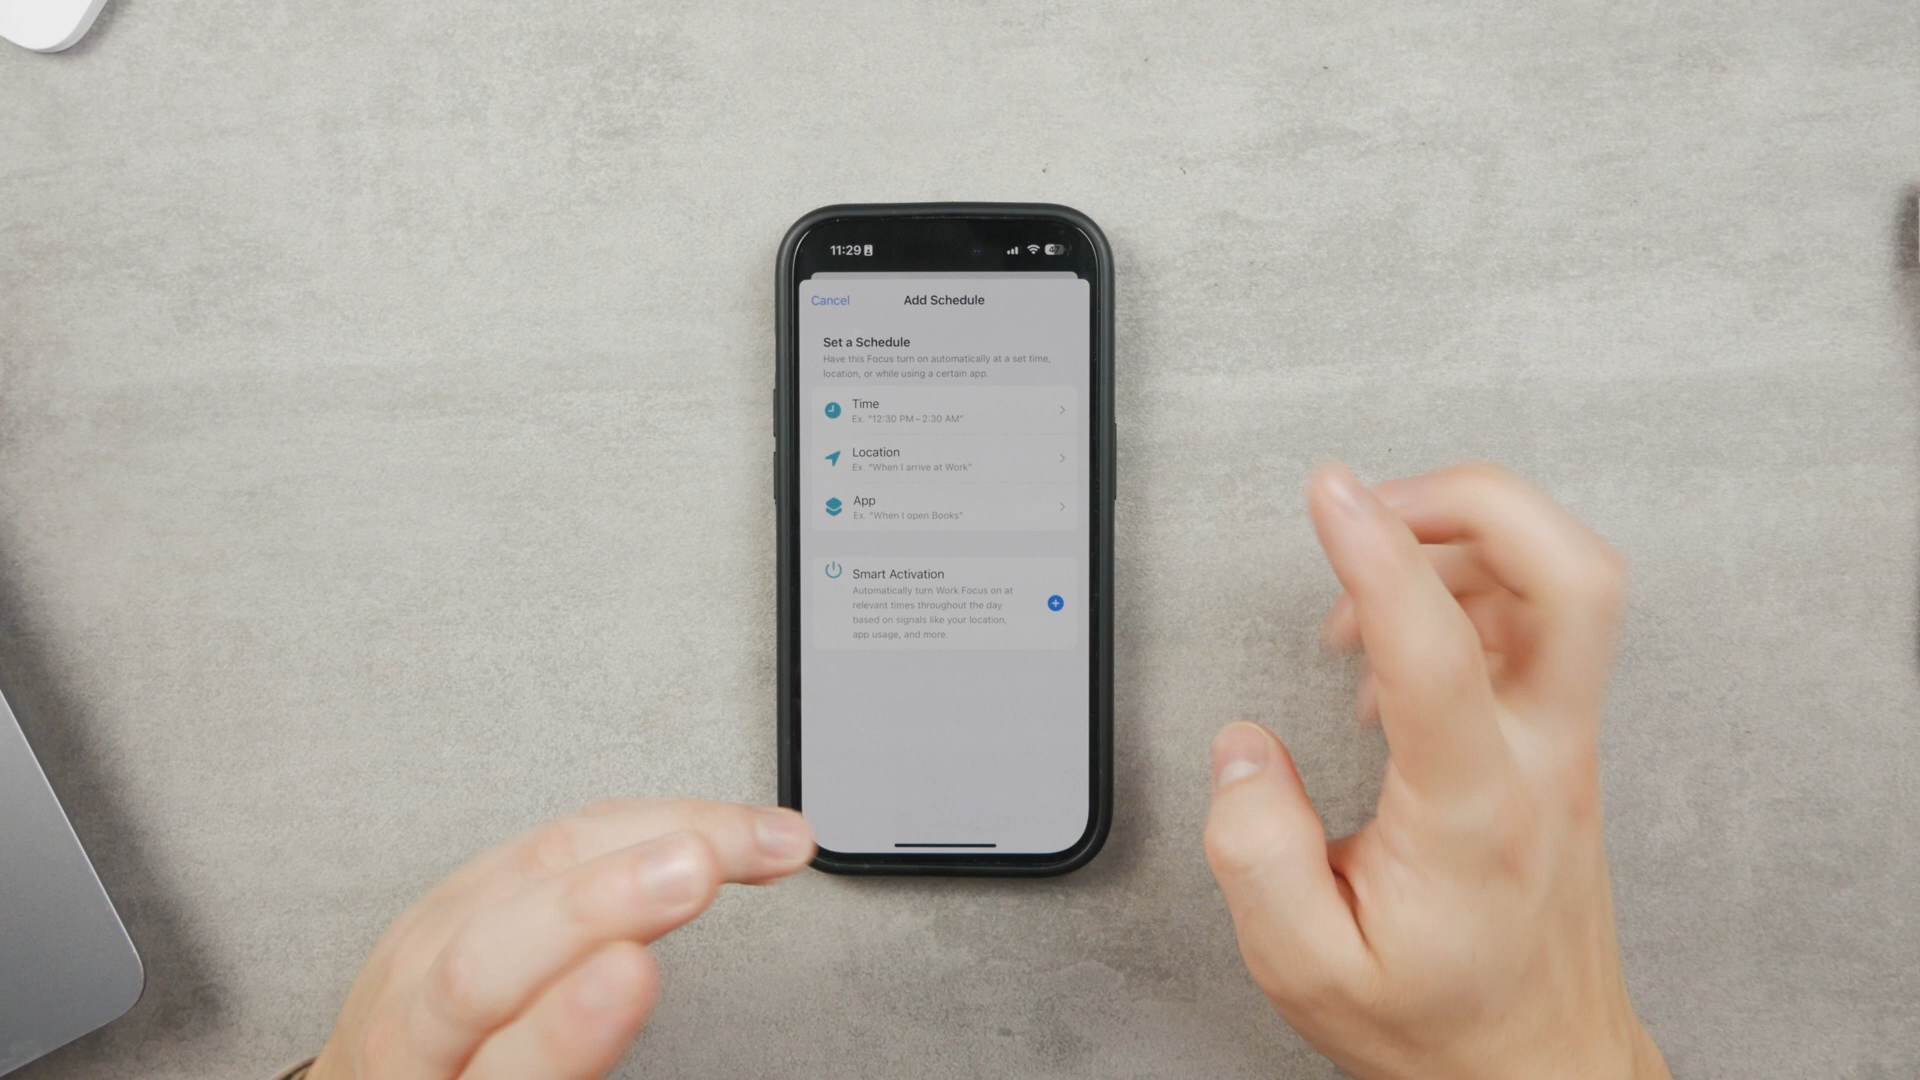 11:29
47
Cancel
Add Schedule
Set a Schedule
Have this Focus turn on automatically at a set time,
location, or while using a certain app.
Time
Ex. "12:30 PM – 2:30 AM"
Location
Ex. "When I arrive at Work"
App
Ex. "When I open Books"
Smart Activation
Automatically turn Work Focus on at
relevant times throughout the day
based on signals like your location,
app usage, and more.